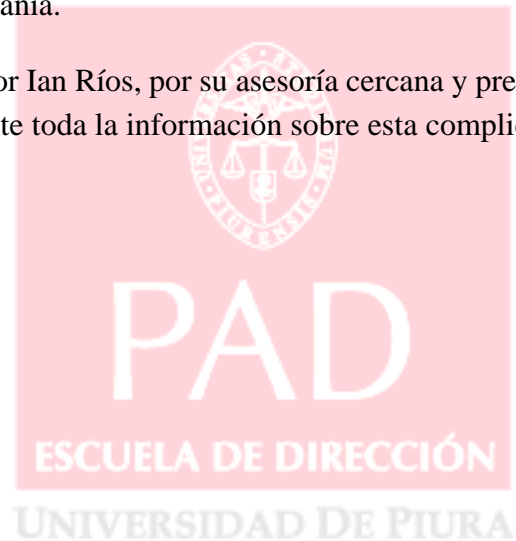 anía.
or Ian Ríos, por su asesoría cercana y pre
te toda la información sobre esta complic
PAD
ESCUELA DE DIRECCIÓN
UNIVERSIDAD DE PIURA